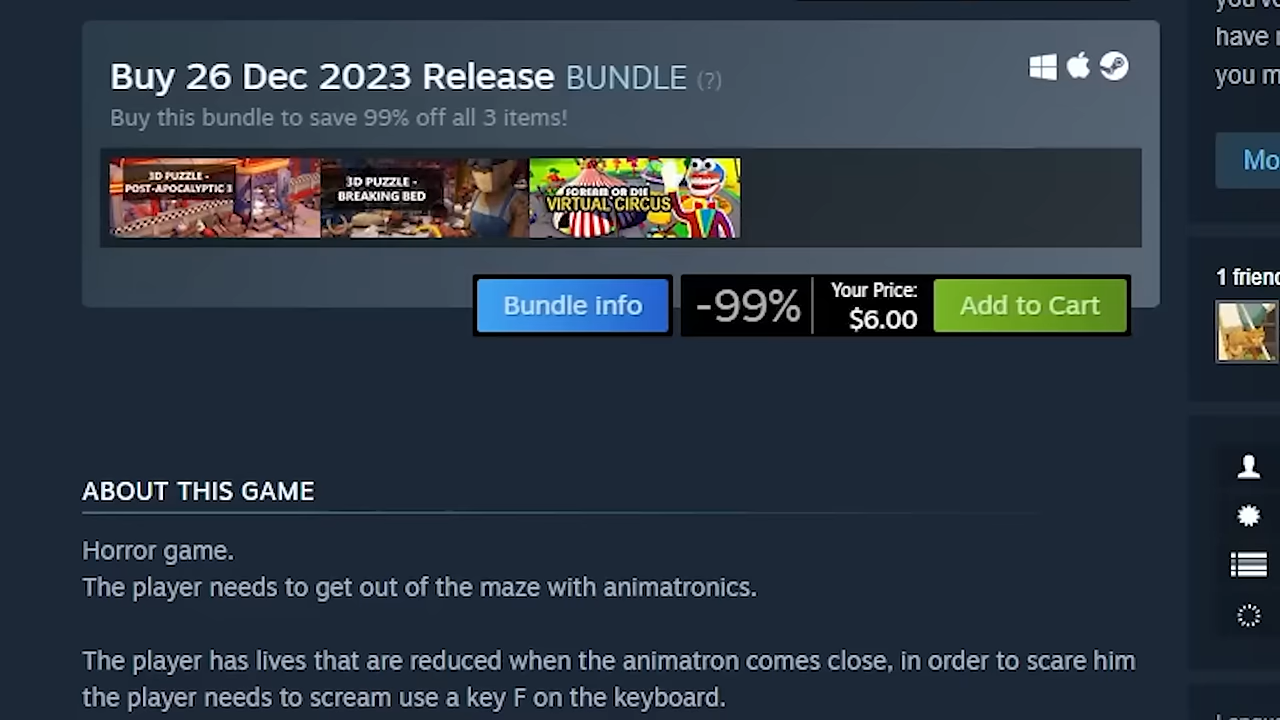 Buy 26 Dec 2023 Release BUNDLE (?)
Buy this bundle to save 99% off all 3 items!
3D PUZZLE -
POST-APOCALYPTIC 3
3D PUZZLE -
BREAKING BED
SCREAM OR DIE
VIRTUAL CIRCUS
Bundle info
-99%
Your Price:
$6.00
Add to Cart
ABOUT THIS GAME
Horror game.
The player needs to get out of the maze with animatronics.
The player has lives that are reduced when the animatron comes close, in order to scare him
the player needs to scream use a key F on the keyboard.
have
you
1